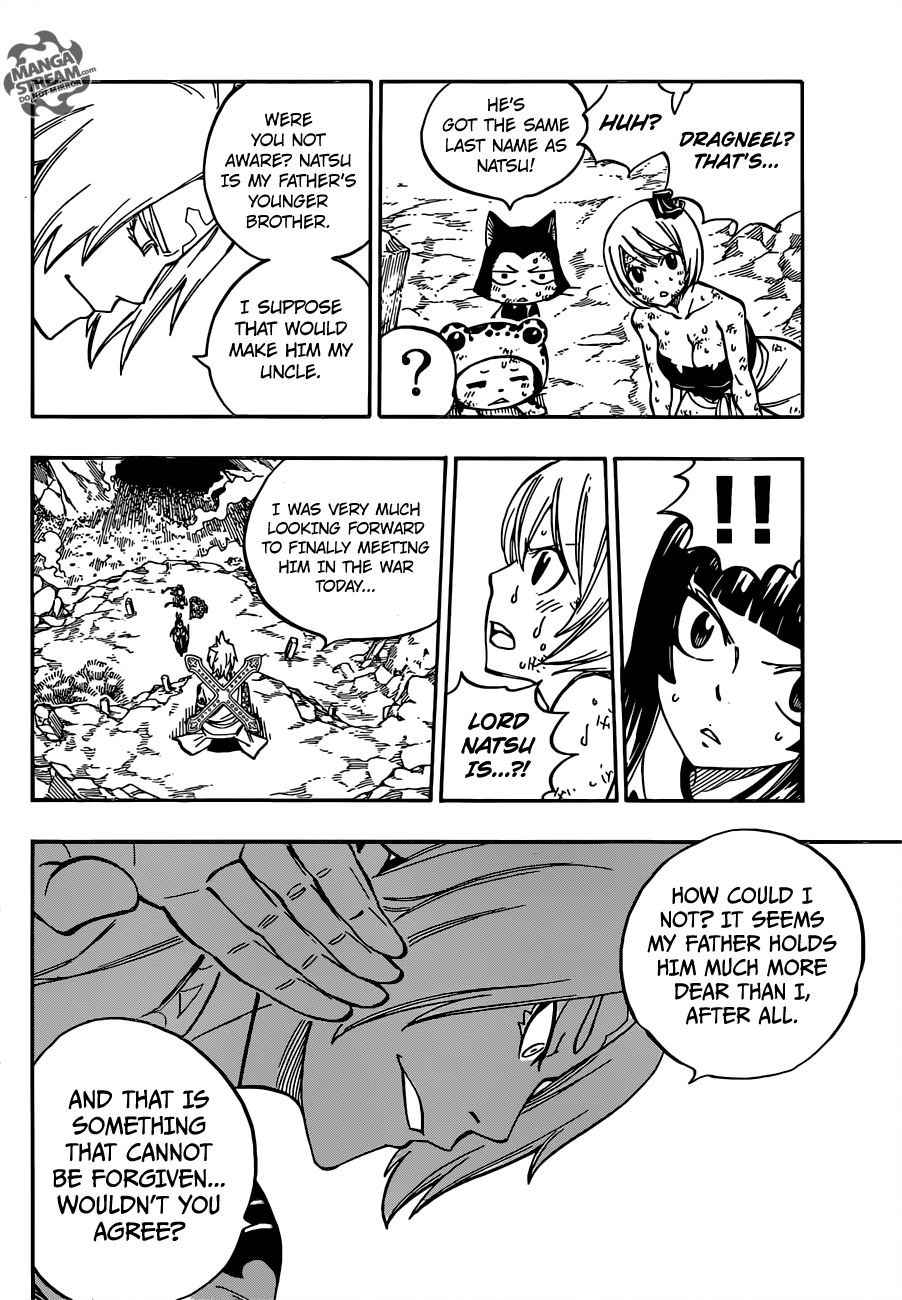 MANGA
STREAM.com
DO NOT MIRROR
DRAGNEEL?
THAT'S...
HUH?
HE'S
GOT THE SAME
LAST NAME AS
NATSU!
?
WERE
YOU NOT
AWARE? NATSU
IS MY FATHER'S
YOUNGER
BROTHER.
I SUPPOSE
THAT WOULD
MAKE HIM MY
UNCLE.
!!
LORD
NATSU
IS...?!
I WAS VERY MUCH
LOOKING FORWARD
TO FINALLY MEETING
HIM IN THE WAR
TODAY...
HOW COULD I
NOT? IT SEEMS
MY FATHER HOLDS
HIM MUCH MORE
DEAR THAN I,
AFTER ALL.
AND THAT IS
SOMETHING
THAT CANNOT
BE FORGIVEN...
WOULDN'T YOU
AGREE?